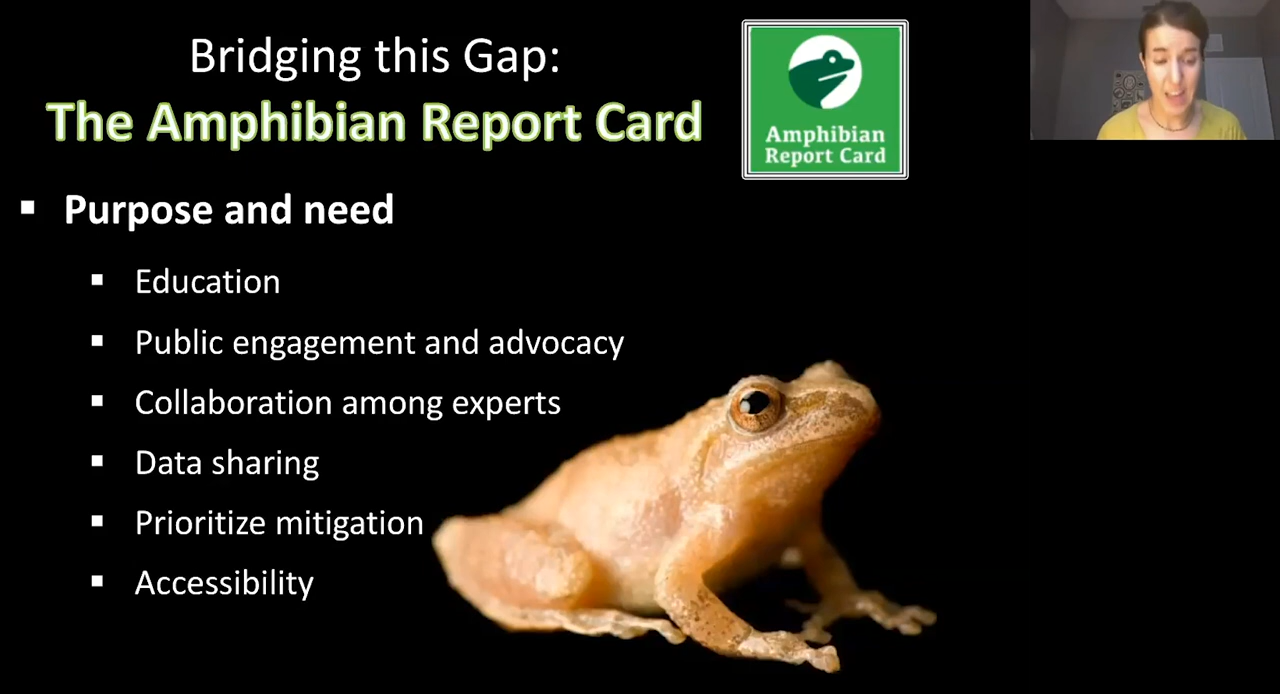 Bridging this Gap:
The Amphibian Report Card
Amphibian
Report Card
Purpose and need
Education
Public engagement and advocacy
Collaboration among experts
Data sharing
Prioritize mitigation
Accessibility